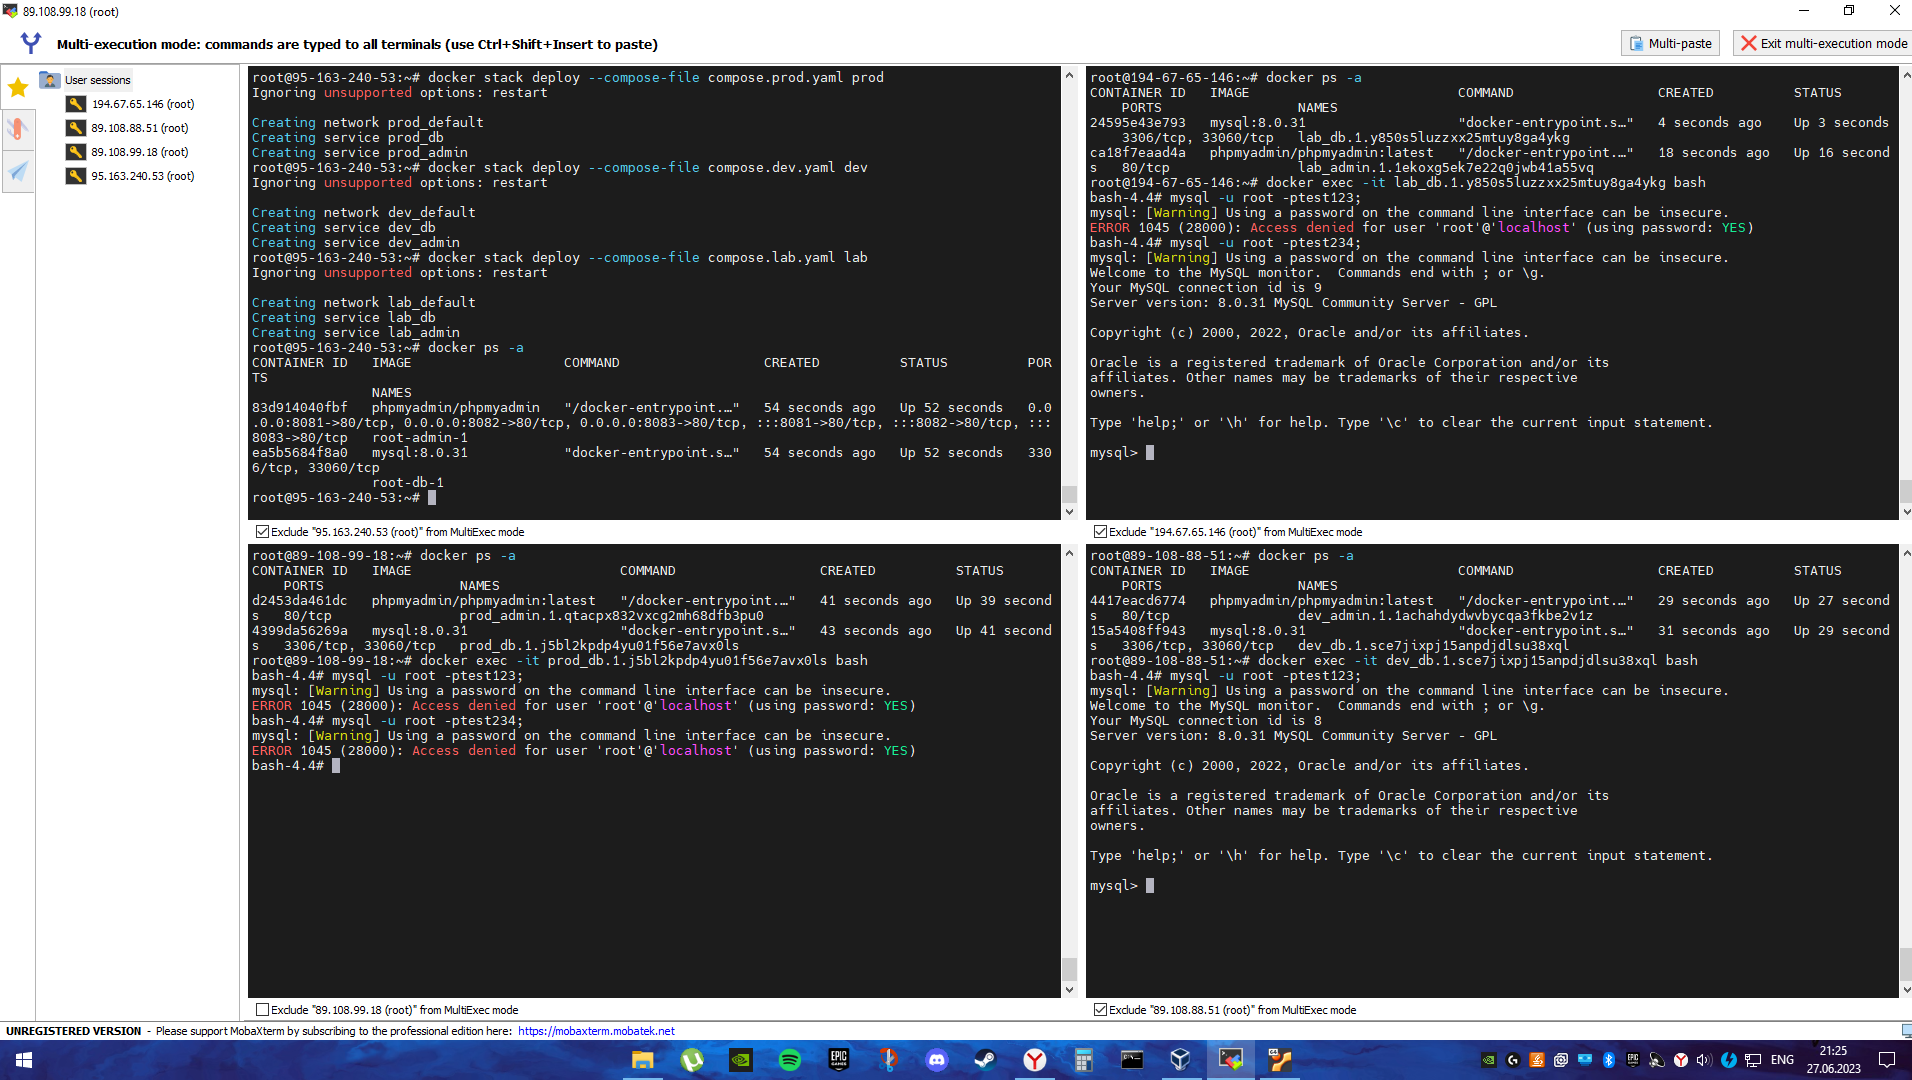 89.108.99.18 (root)
Multi-execution mode: commands are typed to all terminals (use Ctrl+Shift+Insert to paste)
Multi-paste
Exit multi-execution mode
User sessions
194.67.65.146 (root)
89.108.88.51 (root)
89.108.99.18 (root)
95.163.240.53 (root)
root@95-163-240-53:~# docker stack deploy --compose-file compose.prod.yaml prod
Ignoring unsupported options: restart
Creating network prod_default
Creating service prod_db
Creating service prod_admin
root@95-163-240-53:~# docker stack deploy --compose-file compose.dev.yaml dev
Ignoring unsupported options: restart
Creating network dev_default
Creating service dev_db
Creating service dev_admin
root@95-163-240-53:~# docker stack deploy --compose-file compose.lab.yaml lab
Ignoring unsupported options: restart
Creating network lab_default
Creating service lab_db
Creating service lab_admin
root@95-163-240-53:~# docker ps -a
CONTAINER ID   IMAGE                   COMMAND                  CREATED          STATUS          POR
TS
NAMES
83d914040fbf   phpmyadmin/phpmyadmin   "/docker-entrypoint.…"   54 seconds ago   Up 52 seconds   0.0
.0.0:8081->80/tcp, 0.0.0.0:8082->80/tcp, 0.0.0.0:8083->80/tcp, :::8081->80/tcp, :::8082->80/tcp, :::
8083->80/tcp   root-admin-1
ea5b5684f8a0   mysql:8.0.31            "docker-entrypoint.s…"   54 seconds ago   Up 52 seconds   330
6/tcp, 33060/tcp
root-db-1
root@95-163-240-53:~#
Exclude "95.163.240.53 (root)" from MultiExec mode
root@194-67-65-146:~# docker ps -a
CONTAINER ID   IMAGE                          COMMAND                  CREATED          STATUS
PORTS                 NAMES
24595e43e793   mysql:8.0.31                   "docker-entrypoint.s…"   4 seconds ago    Up 3 seconds
3306/tcp, 33060/tcp   lab_db.1.y850s5luzzxx25mtuy8ga4ykg
ca18f7eaad4a   phpmyadmin/phpmyadmin:latest   "/docker-entrypoint.…"   18 seconds ago   Up 16 second
s   80/tcp                lab_admin.1.1ekoxg5ek7e22q0jwb41a55vq
root@194-67-65-146:~# docker exec -it lab_db.1.y850s5luzzxx25mtuy8ga4ykg bash
bash-4.4# mysql -u root -ptest123;
mysql: [Warning] Using a password on the command line interface can be insecure.
ERROR 1045 (28000): Access denied for user 'root'@'localhost' (using password: YES)
bash-4.4# mysql -u root -ptest234;
mysql: [Warning] Using a password on the command line interface can be insecure.
Welcome to the MySQL monitor.  Commands end with ; or \g.
Your MySQL connection id is 9
Server version: 8.0.31 MySQL Community Server - GPL
Copyright (c) 2000, 2022, Oracle and/or its affiliates.
Oracle is a registered trademark of Oracle Corporation and/or its
affiliates. Other names may be trademarks of their respective
owners.
Type 'help;' or '\h' for help. Type '\c' to clear the current input statement.
mysql>
Exclude "194.67.65.146 (root)" from MultiExec mode
root@89-108-99-18:~# docker ps -a
CONTAINER ID   IMAGE                          COMMAND                  CREATED          STATUS
PORTS                 NAMES
d2453da461dc   phpmyadmin/phpmyadmin:latest   "/docker-entrypoint.…"   41 seconds ago   Up 39 second
s   80/tcp                prod_admin.1.qtacpx832vxcg2mh68dfb3pu0
4399da56269a   mysql:8.0.31                   "docker-entrypoint.s…"   43 seconds ago   Up 41 second
s   3306/tcp, 33060/tcp   prod_db.1.j5bl2kpdp4yu01f56e7avx0ls
root@89-108-99-18:~# docker exec -it prod_db.1.j5bl2kpdp4yu01f56e7avx0ls bash
bash-4.4# mysql -u root -ptest123;
mysql: [Warning] Using a password on the command line interface can be insecure.
ERROR 1045 (28000): Access denied for user 'root'@'localhost' (using password: YES)
bash-4.4# mysql -u root -ptest234;
mysql: [Warning] Using a password on the command line interface can be insecure.
ERROR 1045 (28000): Access denied for user 'root'@'localhost' (using password: YES)
bash-4.4#
Exclude "89.108.99.18 (root)" from MultiExec mode
root@89-108-88-51:~# docker ps -a
CONTAINER ID   IMAGE                          COMMAND                  CREATED          STATUS
PORTS                 NAMES
4417eacd6774   phpmyadmin/phpmyadmin:latest   "/docker-entrypoint.…"   29 seconds ago   Up 27 second
s   80/tcp                dev_admin.1.1achahdydwvbycqa3fkbe2v1z
15a5408ff943   mysql:8.0.31                   "docker-entrypoint.s…"   31 seconds ago   Up 29 second
s   3306/tcp, 33060/tcp   dev_db.1.sce7jixpj15anpdjdlsu38xql
root@89-108-88-51:~# docker exec -it dev_db.1.sce7jixpj15anpdjdlsu38xql bash
bash-4.4# mysql -u root -ptest123;
mysql: [Warning] Using a password on the command line interface can be insecure.
Welcome to the MySQL monitor.  Commands end with ; or \g.
Your MySQL connection id is 8
Server version: 8.0.31 MySQL Community Server - GPL
Copyright (c) 2000, 2022, Oracle and/or its affiliates.
Oracle is a registered trademark of Oracle Corporation and/or its
affiliates. Other names may be trademarks of their respective
owners.
Type 'help;' or '\h' for help. Type '\c' to clear the current input statement.
mysql>
Exclude "89.108.88.51 (root)" from MultiExec mode
UNREGISTERED VERSION - Please support MobaXterm by subscribing to the professional edition here: https://mobaxterm.mobatek.net
EPIC GAMES
ENG
21:25
27.06.2023